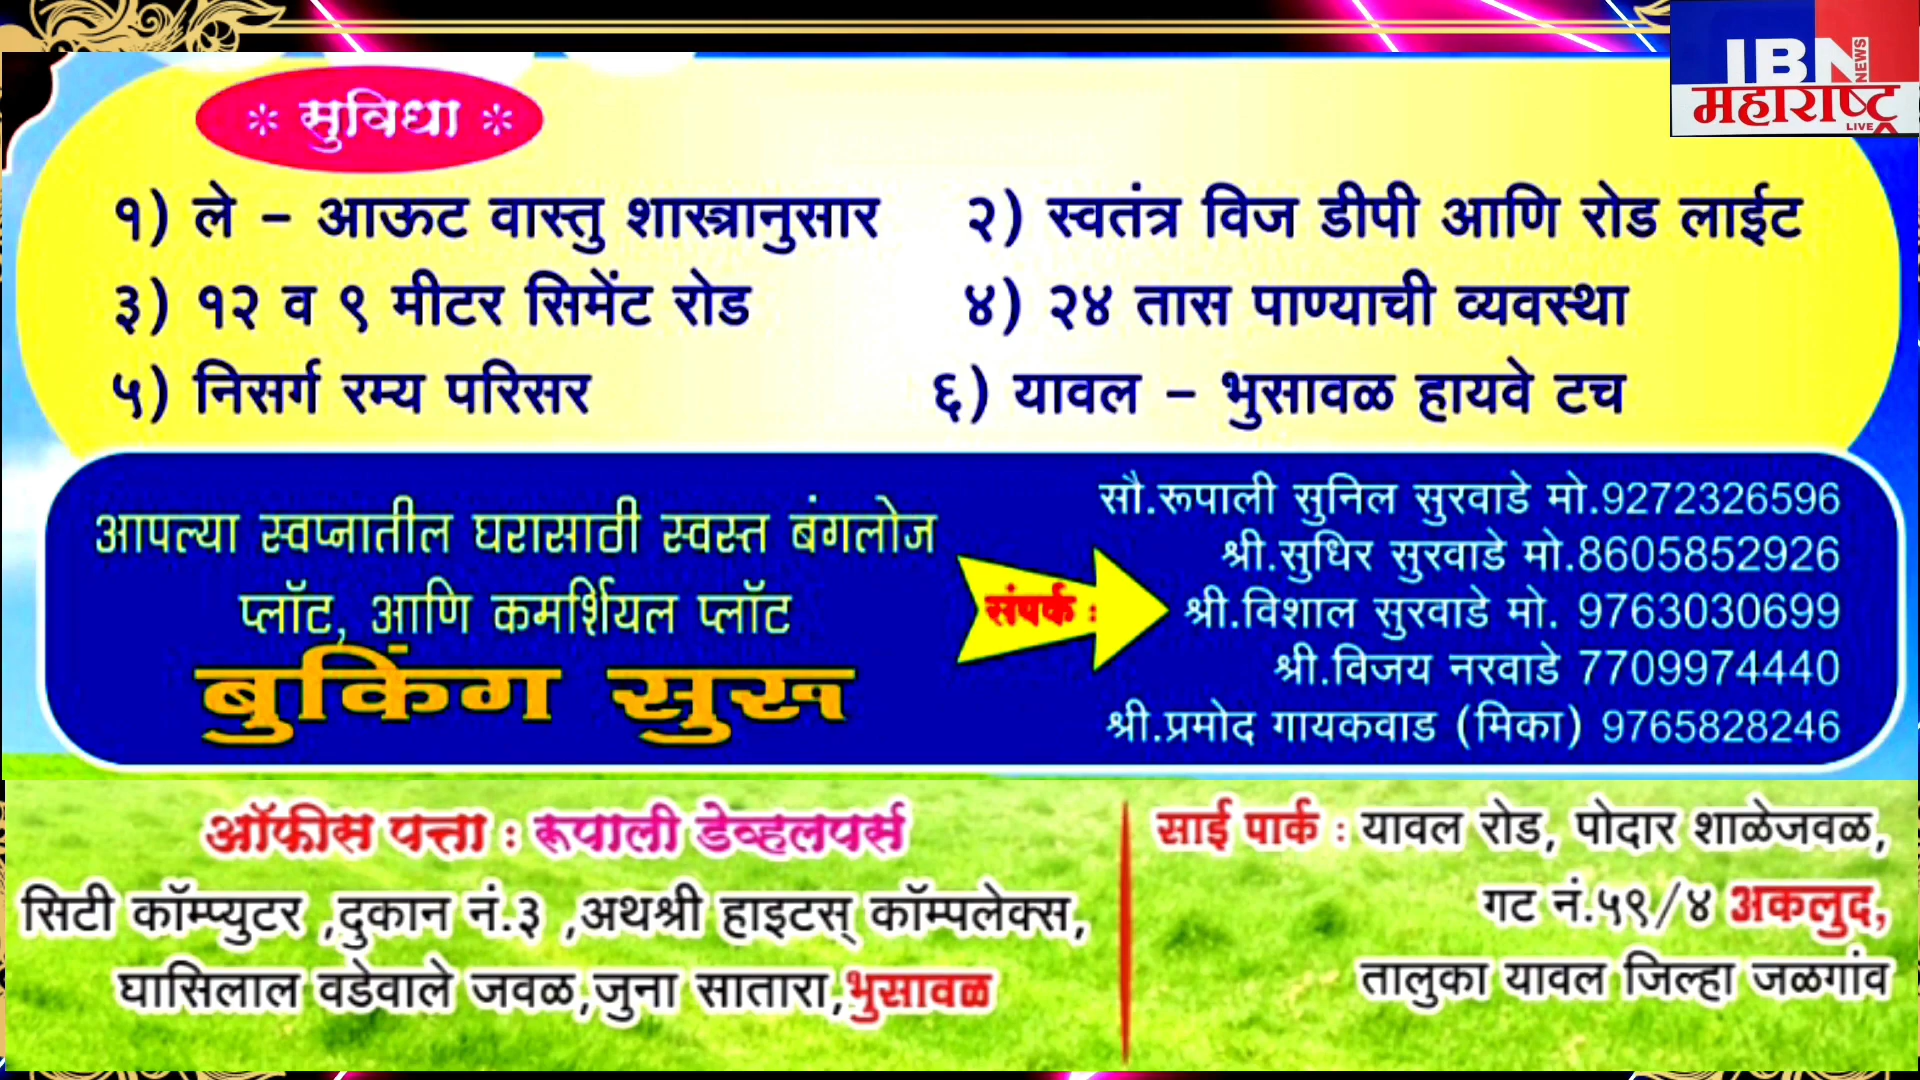 IBN NEWS
महाराष्ट्र
LIVE
* सुविधा *
१) ले - आऊट वास्तु शास्त्रानुसार
२) स्वतंत्र विज डीपी आणि रोड लाईट
३) १२ व ९ मीटर सिमेंट रोड
४) २४ तास पाण्याची व्यवस्था
५) निसर्ग रम्य परिसर
६) यावल - भुसावळ हायवे टच
आपल्या स्वप्नातील घरासाठी स्वस्त बंगलोज
प्लॉट, आणि कमर्शियल प्लॉट
बुकिंग सुरु
संपर्क :
सौ.रूपाली सुनिल सुरवाडे मो.9272326596
श्री.सुधिर सुरवाडे मो.8605852926
श्री.विशाल सुरवाडे मो. 9763030699
श्री.विजय नरवाडे 7709974440
श्री.प्रमोद गायकवाड (मिका) 9765828246
ऑफीस पत्ता : रूपाली डेव्हलपर्स
सिटी कॉम्प्युटर ,दुकान नं.३ ,अथश्री हाइटस् कॉम्पलेक्स,
घासिलाल वडेवाले जवळ,जुना सातारा,भुसावळ
साई पार्क : यावल रोड, पोदार शाळेजवळ,
गट नं.५९/४ अकलुद,
तालुका यावल जिल्हा जळगांव